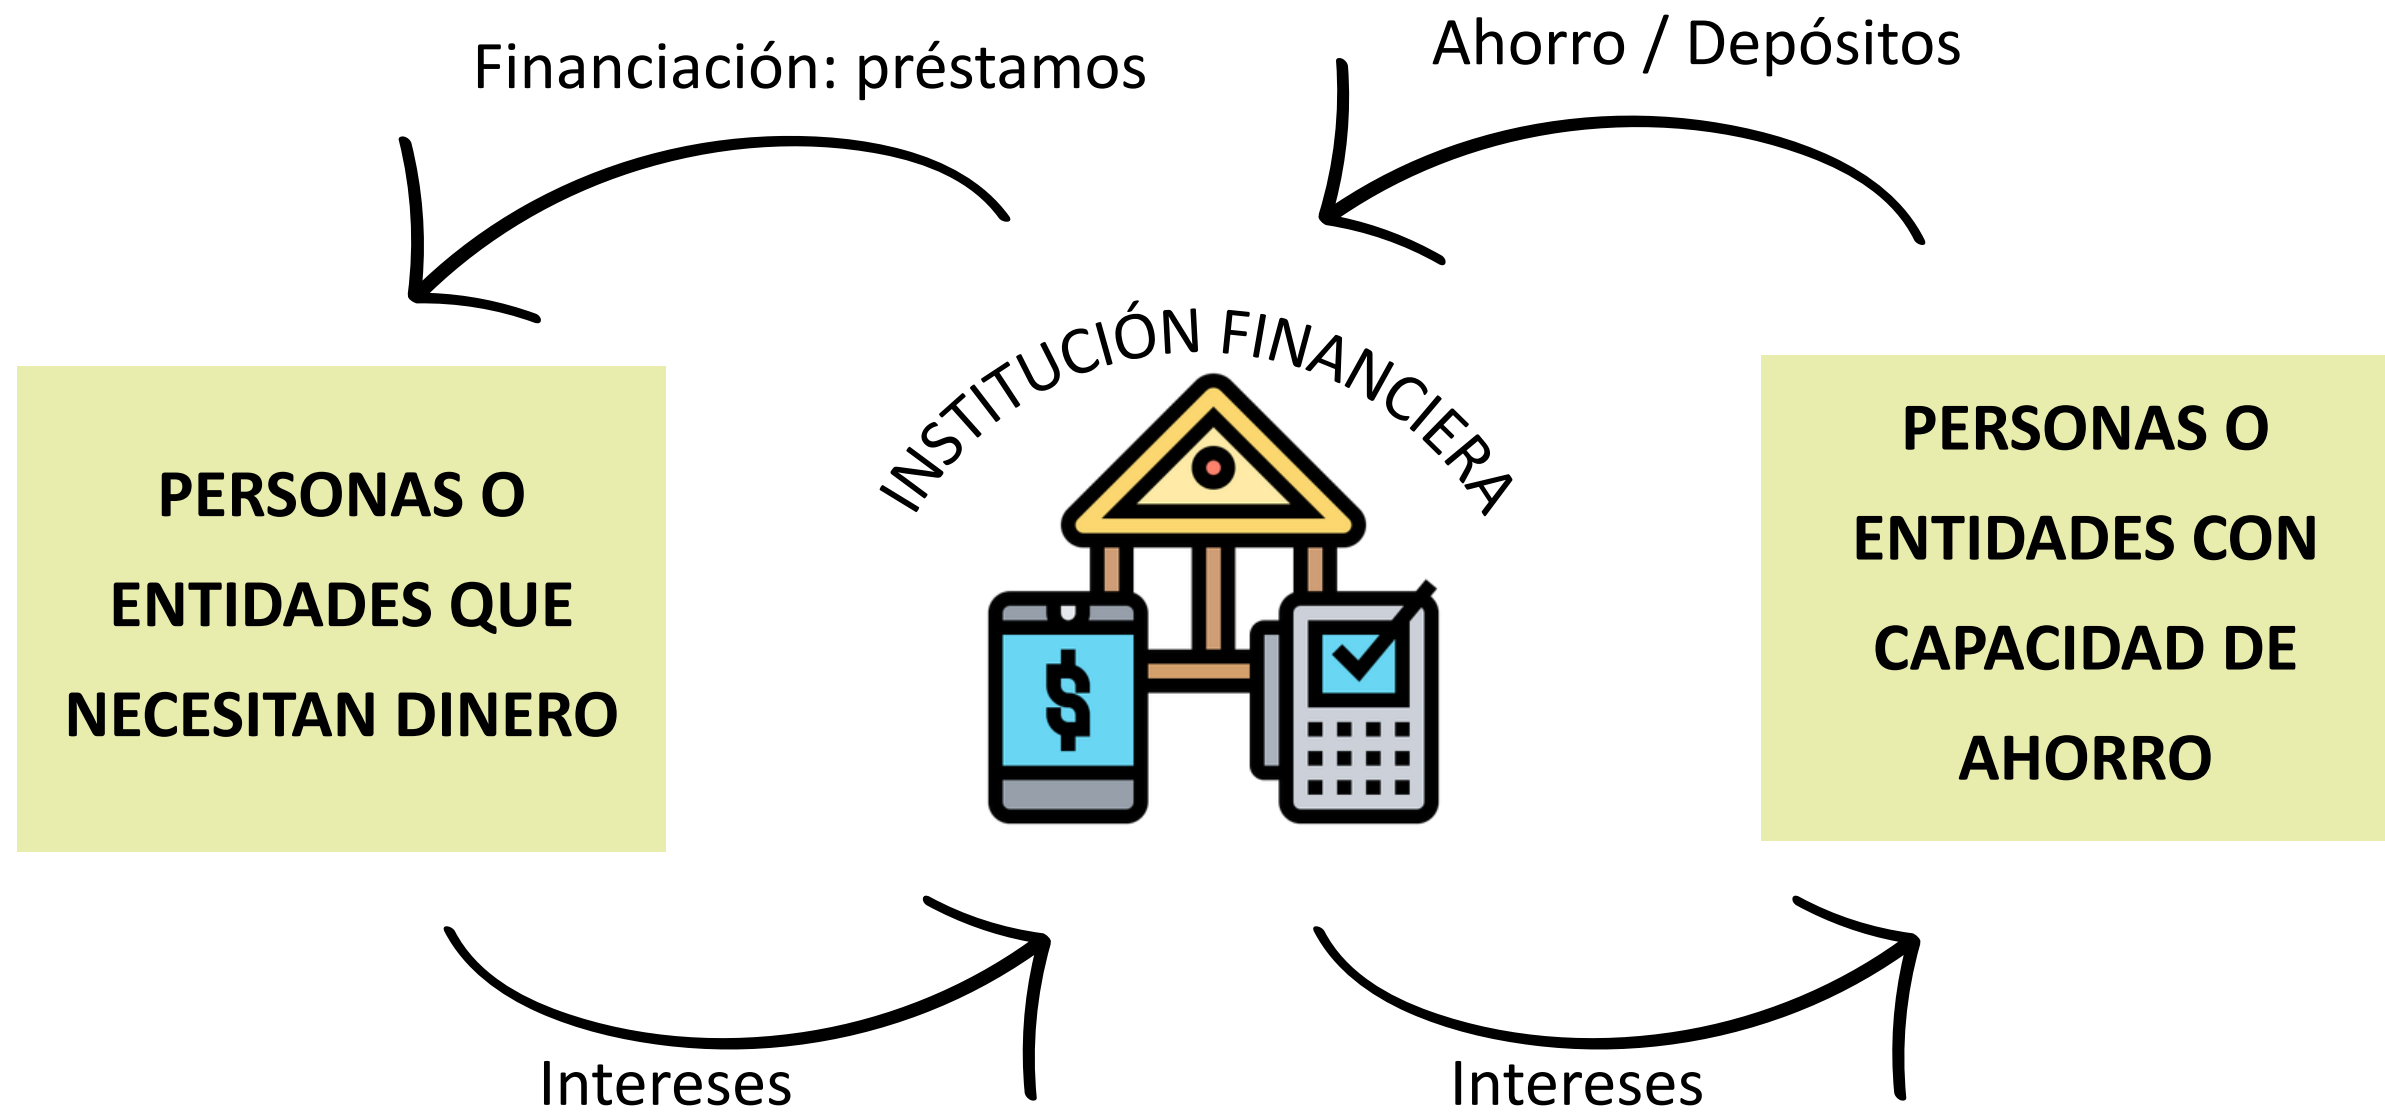 Financiación: préstamos
Ahorro / Depósitos
INSTITUCIÓN FINANCIERA
PERSONAS O
ENTIDADES QUE
NECESITAN DINERO
PERSONAS O
ENTIDADES CON
CAPACIDAD DE
AHORRO
$
Intereses
Intereses